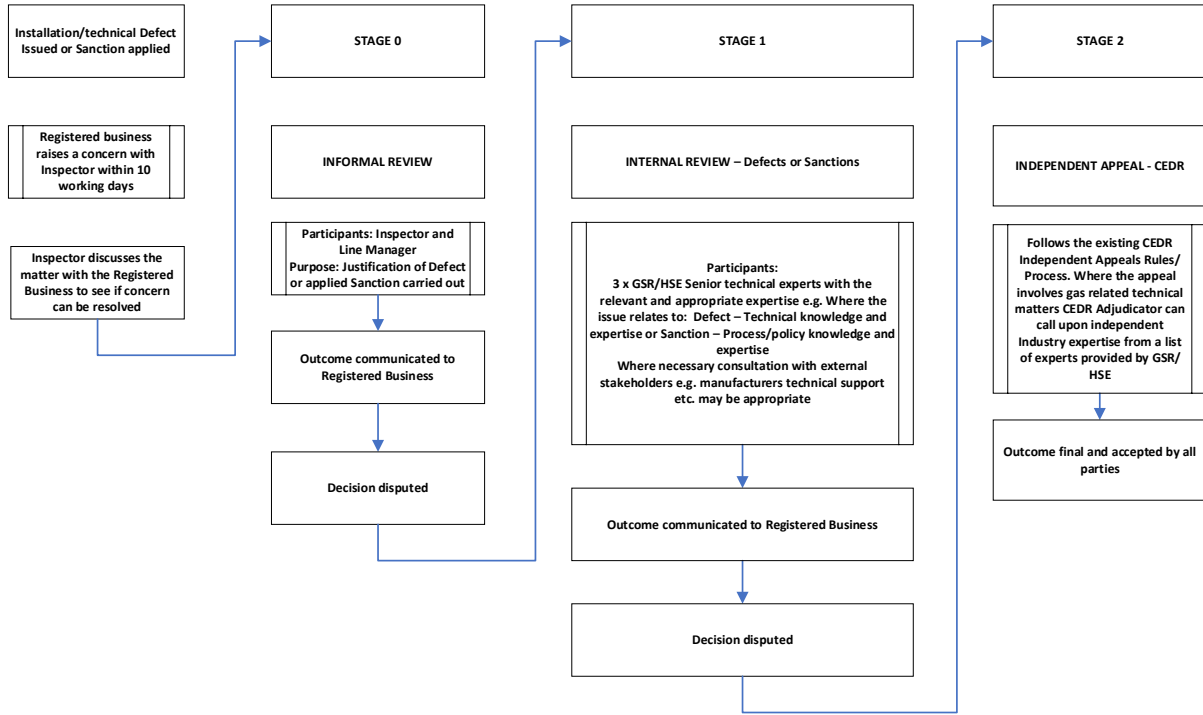 Installation/technical Defect
Issued or Sanction applied
Registered business
raises a concern with
Inspector within 10
working days
Inspector discusses the
matter with the Registered
Business to see if concern
can be resolved
STAGE 0
INFORMAL REVIEW
Participants: Inspector and
Line Manager
Purpose: Justification of Defect
or applied Sanction carried out
Outcome communicated to
Registered Business
Decision disputed
STAGE 1
INTERNAL REVIEW – Defects or Sanctions
Participants:
3 x GSR/HSE Senior technical experts with the
relevant and appropriate expertise e.g. Where the
issue relates to:  Defect – Technical knowledge and
expertise or Sanction – Process/policy knowledge and
expertise
Where necessary consultation with external
stakeholders e.g. manufacturers technical support
etc. may be appropriate
Outcome communicated to Registered Business
Decision disputed
STAGE 2
INDEPENDENT APPEAL - CEDR
Follows the existing CEDR
Independent Appeals Rules/
Process. Where the appeal
involves gas related technical
matters CEDR Adjudicator can
call upon independent
Industry expertise from a list
of experts provided by GSR/
HSE
Outcome final and accepted by all
parties